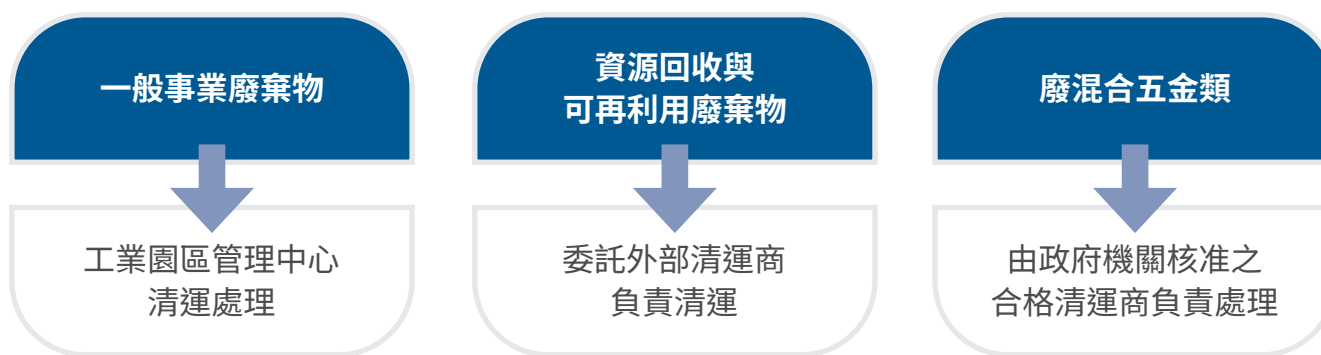 一般事業廢棄物
工業園區管理中心
清運處理
資源回收與
可再利用廢棄物
委託外部清運商
負責清運
廢混合五金類
由政府機關核准之
合格清運商負責處理